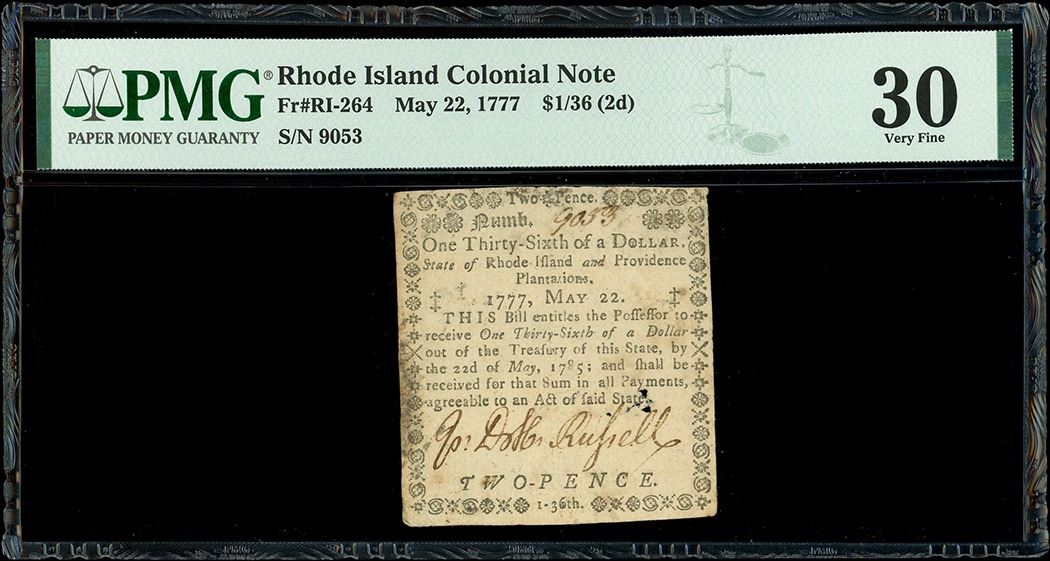 PMG® Rhode Island Colonial Note
Fr#RI-264 May 22, 1777 $1/36 (2d)
PAPER MONEY GUARANTY S/N 9053
30
Very Fine
Two-Pence.
Numb. 9053
One Thirty-Sixth of a DOLLAR.
State of Rhode-Iſland and Providence
Plantations.
1777, MAY 22.
THIS Bill entitles the Poſſeſſor to
receive One Thirty-Sixth of a Dollar
out of the Treaſury of this State, by
the 22d of May, 1785; and ſhall be
received for that Sum in all Payments,
agreeable to an Act of ſaid State.
Russell
TWO-PENCE.
1-36th.